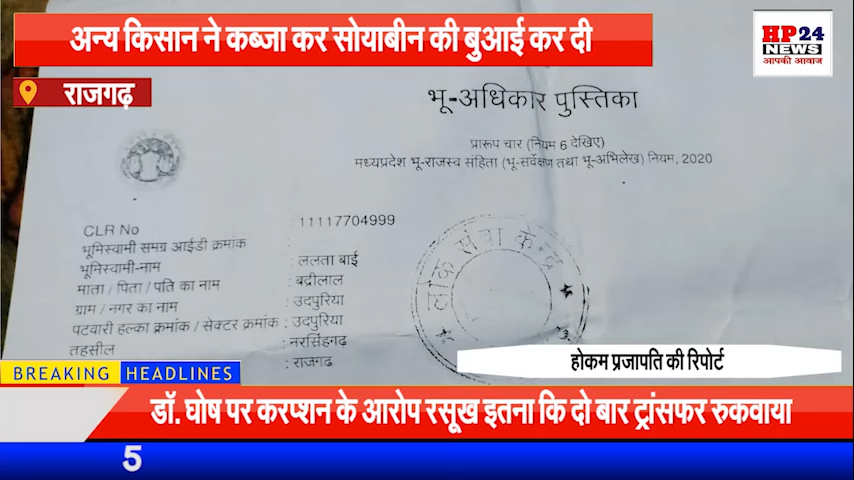 अन्य किसान ने कब्जा कर सोयाबीन की बुआई कर दी
HP24
NEWS
आपकी आवाज
राजगढ़
भू-अधिकार पुस्तिका
प्रारूप चार (नियम 6 देखिए)
मध्यप्रदेश भू-राजस्व संहिता (भू-सर्वेक्षण तथा भू-अभिलेख) नियम, 2020
CLR No : 11117704999
भूमिस्वामी समग्र आईडी क्रमांक :
भूमिस्वामी-नाम : ललता बाई
माता / पिता / पति का नाम : बद्रीलाल
ग्राम / नगर का नाम : उदपुरिया
पटवारी हल्का क्रमांक / सेक्टर क्रमांक : उदपुरिया
तहसील : नरसिंहगढ़
: राजगढ
लोक सेवा केन्द्र
होकम प्रजापति की रिपोर्ट
BREAKING HEADLINES
डॉ. घोष पर करप्शन के आरोप रसूख इतना कि दो बार ट्रांसफर रुकवाया
5